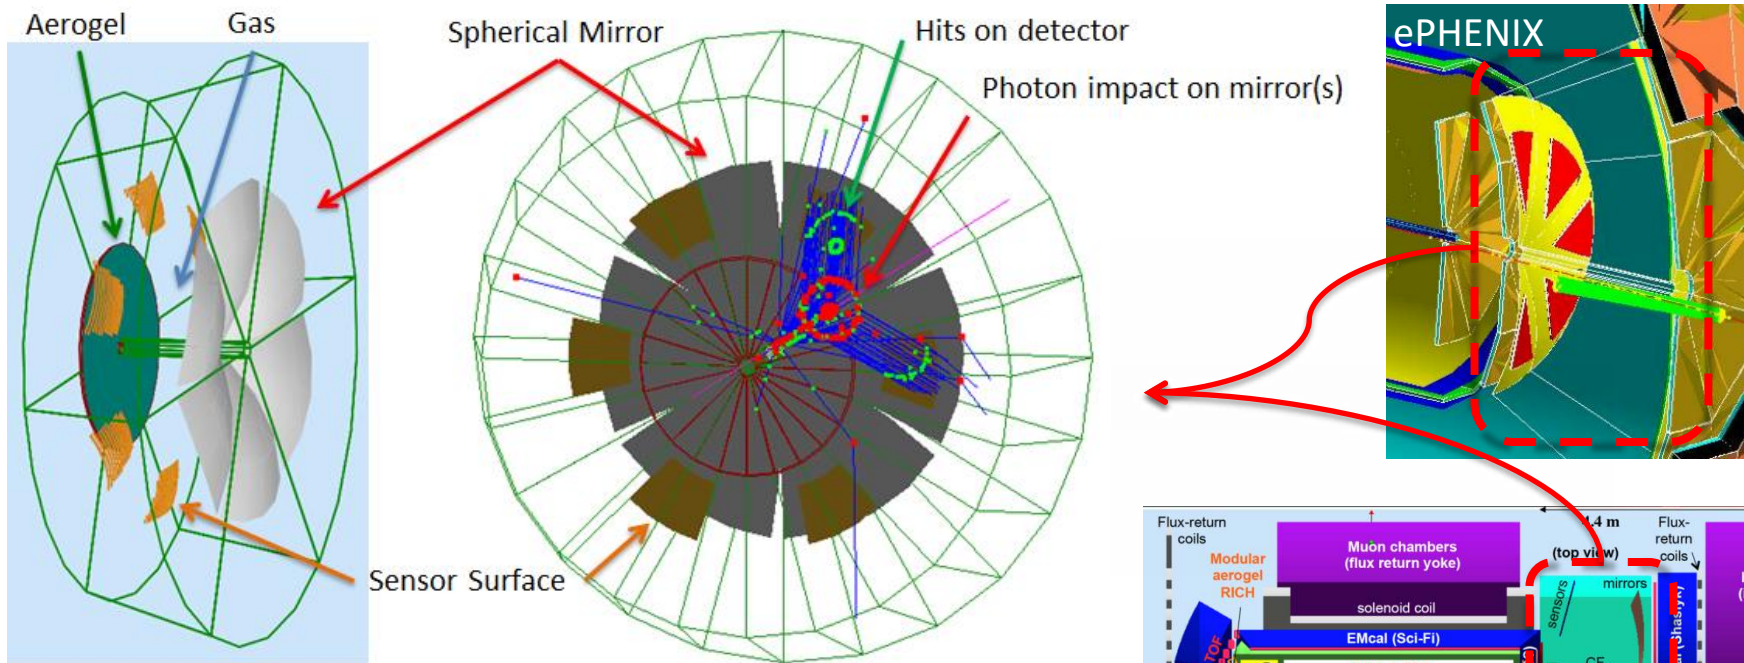 Aerogel
Gas
Spherical Mirror
Hits on detector
Photon impact on mirror(s)
Sensor Surface
ePHENIX
Flux-return
coils
Modular
aerogel
RICH
TOF
Muon chambers
(flux return yoke)
solenoid coil
EMcal (Sci-Fi)
(top view)
sensors
mirrors
Flux-
return
coils